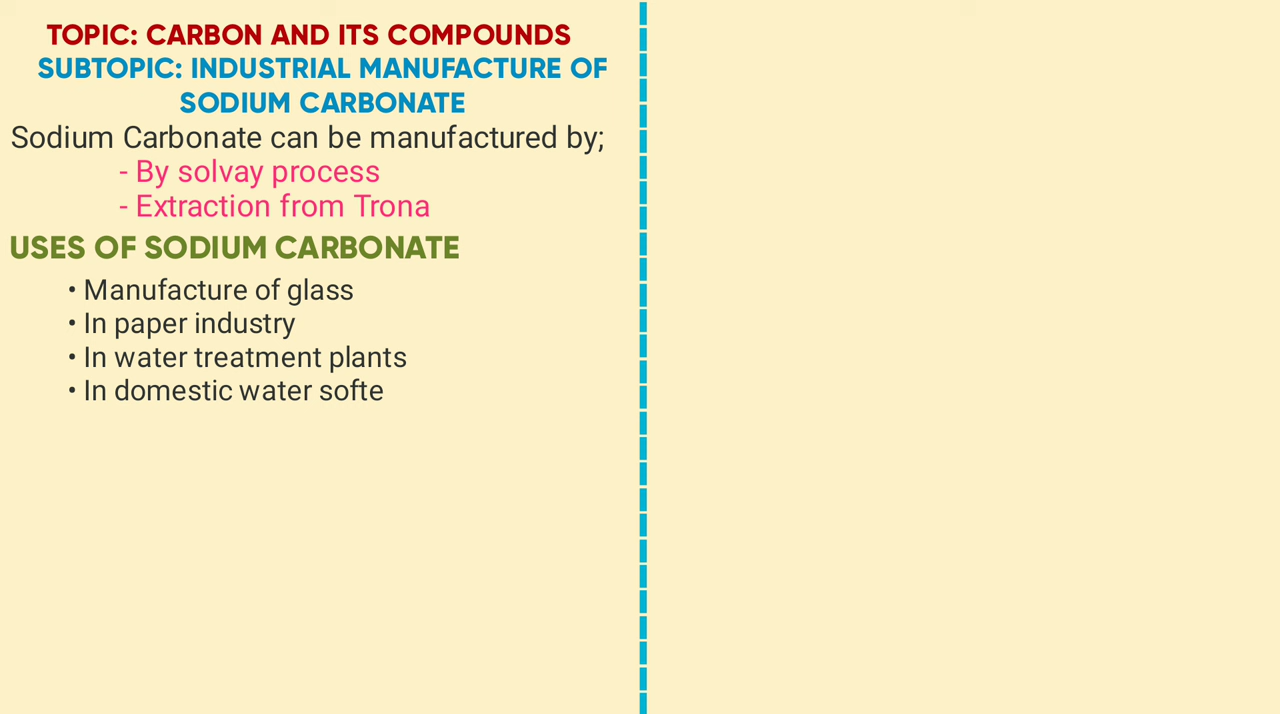 TOPIC: CARBON AND ITS COMPOUNDS
SUBTOPIC: INDUSTRIAL MANUFACTURE OF
SODIUM CARBONATE
Sodium Carbonate can be manufactured by;
- By solvay process
- Extraction from Trona
USES OF SODIUM CARBONATE
• Manufacture of glass
• In paper industry
• In water treatment plants
• In domestic water softe